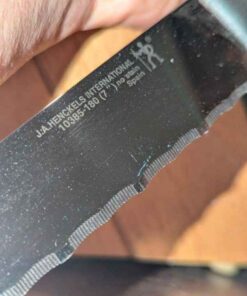 J.A. HENCKELS INTERNATIONAL
10385-180 (7") no stain
Spain